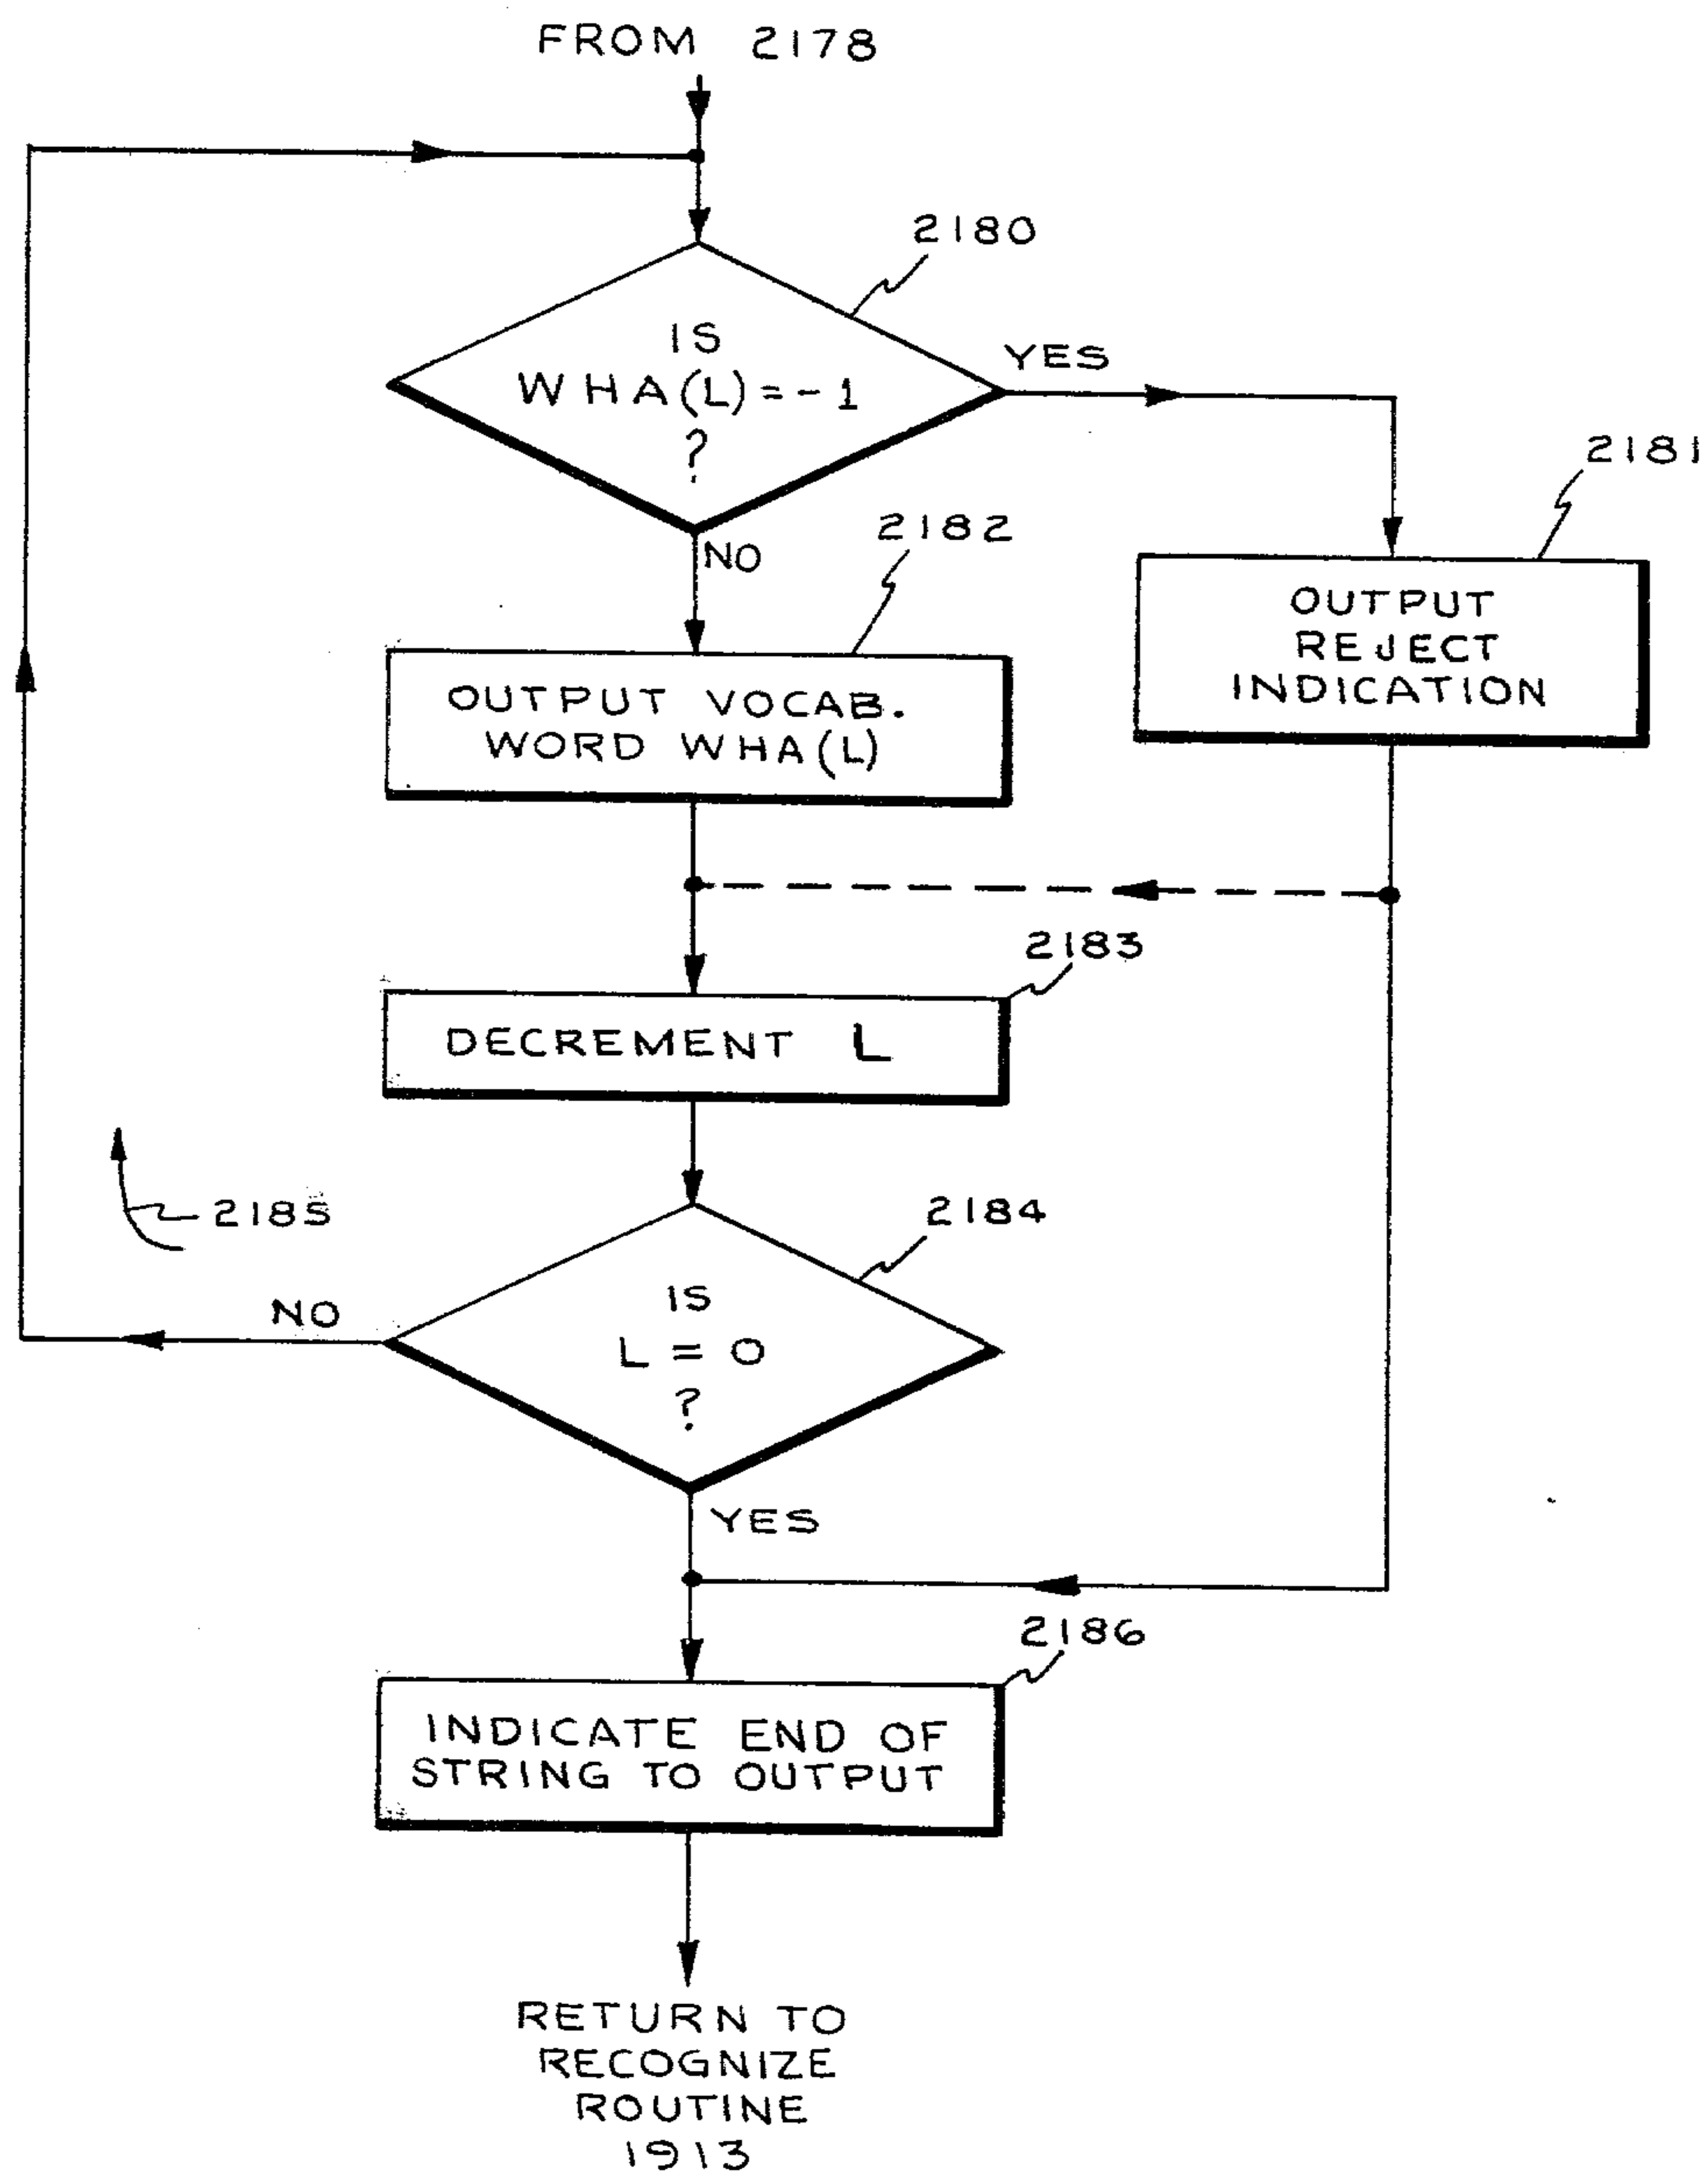 FROM 2178
2180
IS
WHA(L)=-1
?
YES
2181
NO
2182
OUTPUT
REJECT
INDICATION
OUTPUT VOCAB.
WORD WHA(L)
2183
DECREMENT L
2185
2184
NO
IS
L = 0
?
YES
2186
INDICATE END OF
STRING TO OUTPUT
RETURN TO
RECOGNIZE
ROUTINE
1913